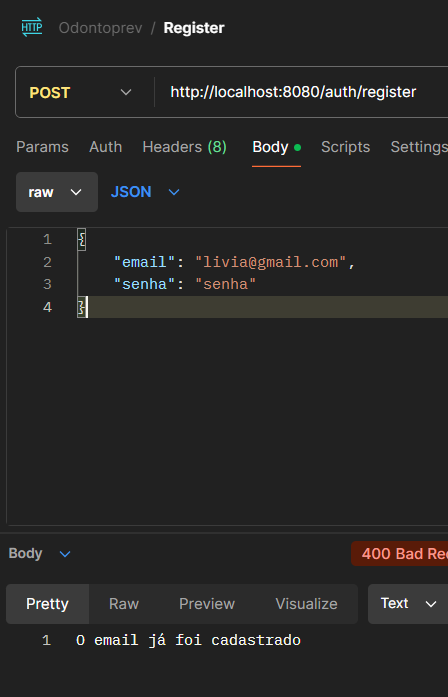 HTTP Odontoprev / Register
POST http://localhost:8080/auth/register
Params Auth Headers (8) Body Scripts Settings
raw JSON
1 {
2 "email": "livia@gmail.com",
3 "senha": "senha"
4 }
Body 400 Bad Re
Pretty Raw Preview Visualize Text
1 O email já foi cadastrado